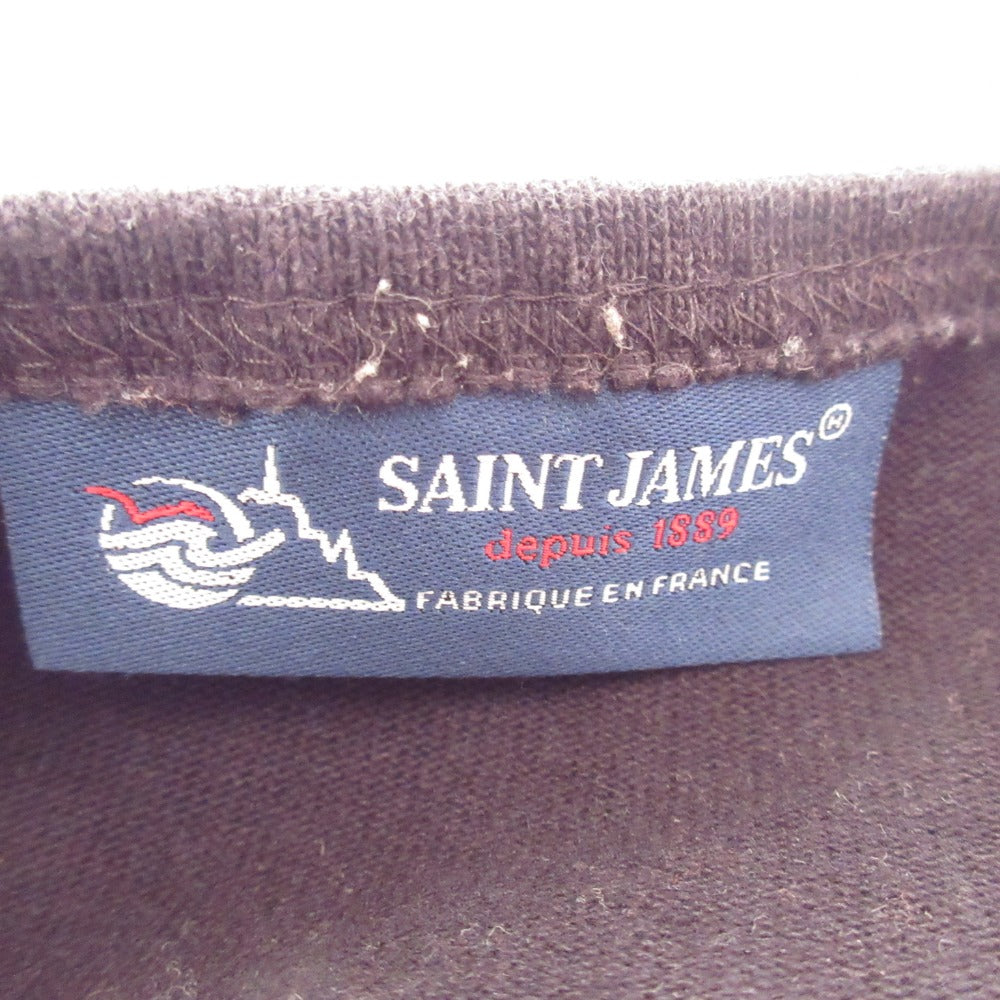 SAINT JAMES®
depuis 1889
FABRIQUE EN FRANCE